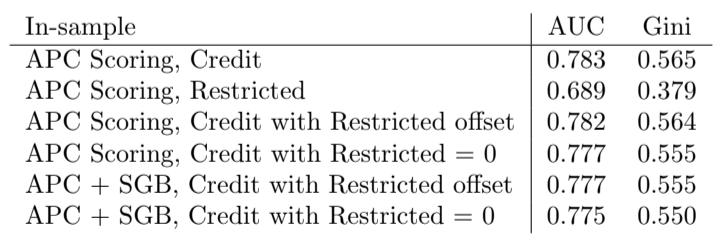 In-sample AUC Gini
APC Scoring, Credit 0.783 0.565
APC Scoring, Restricted 0.689 0.379
APC Scoring, Credit with Restricted offset 0.782 0.564
APC Scoring, Credit with Restricted = 0 0.777 0.555
APC + SGB, Credit with Restricted offset 0.777 0.555
APC + SGB, Credit with Restricted = 0 0.775 0.550